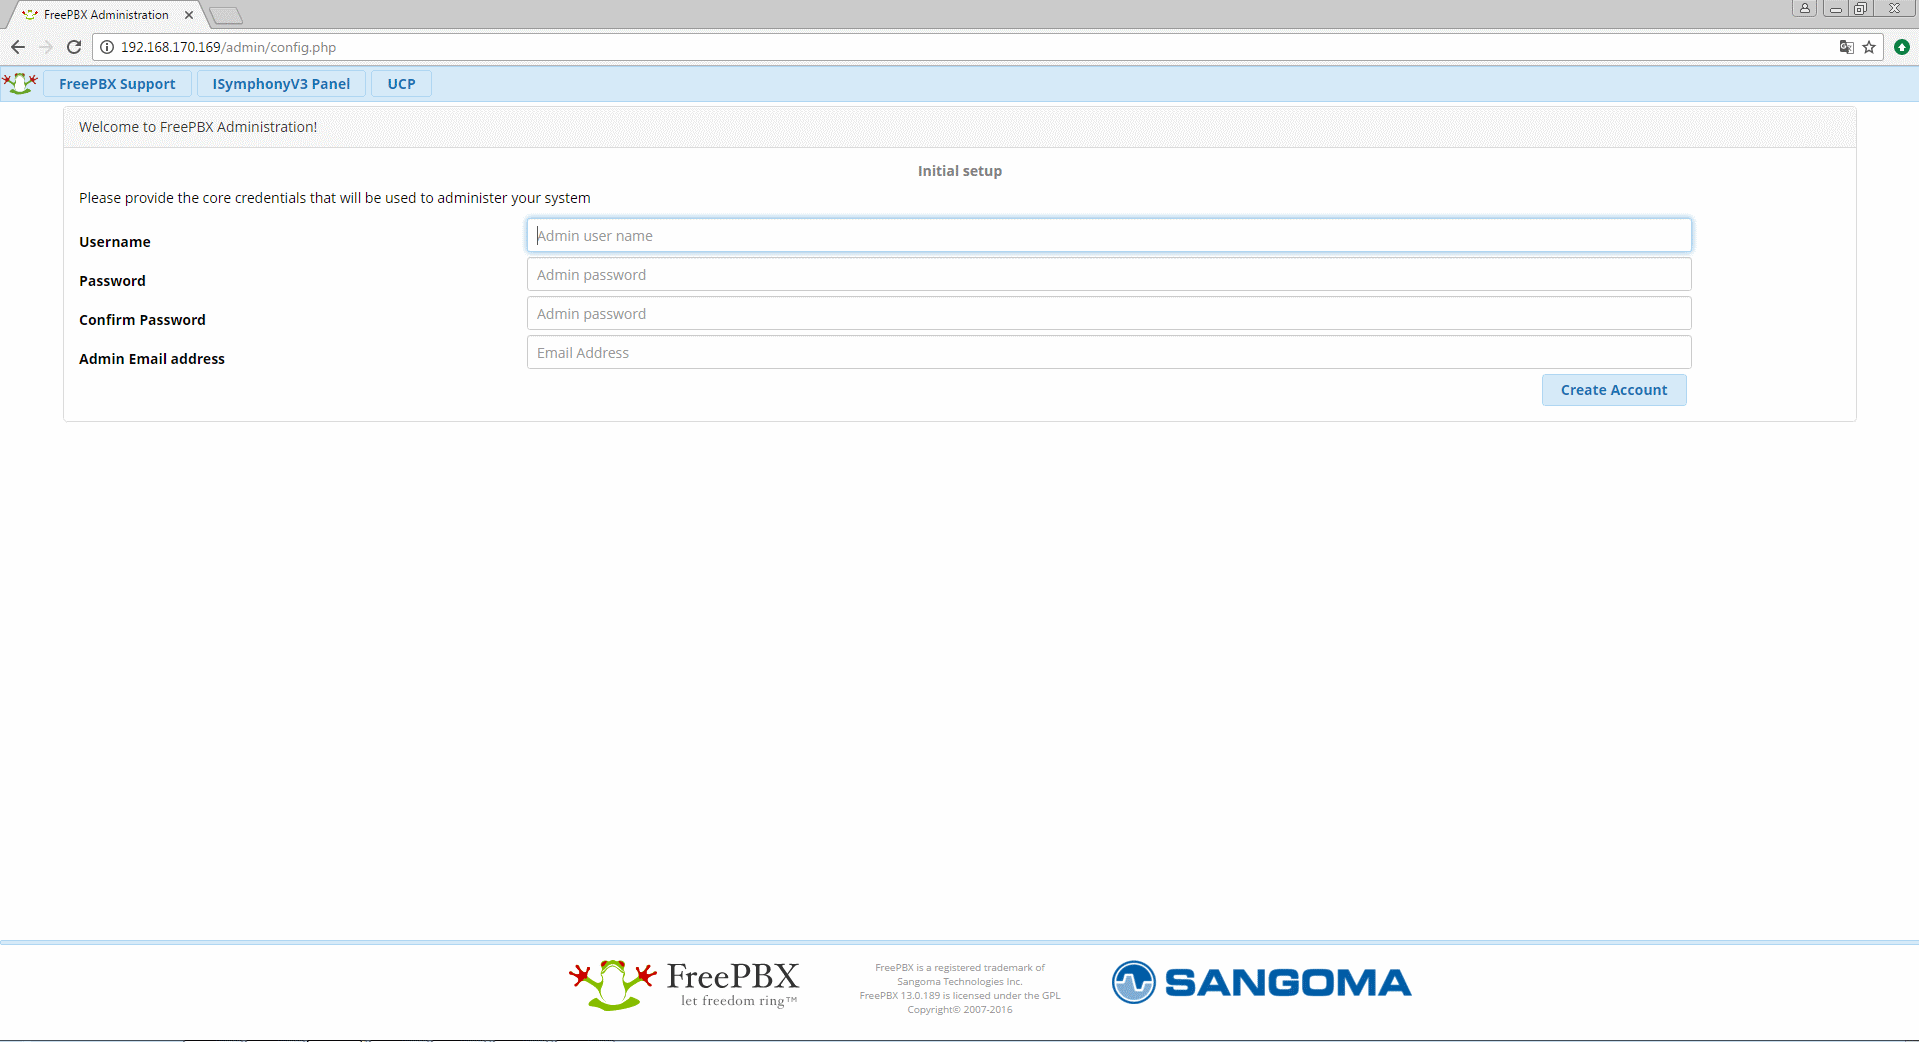 FreePBX Administration
192.168.170.169/admin/config.php
FreePBX Support
ISymphonyV3 Panel
UCP
Welcome to FreePBX Administration!
Initial setup
Please provide the core credentials that will be used to administer your system
Username
Admin user name
Password
Admin password
Confirm Password
Admin password
Admin Email address
Email Address
Create Account
FreePBX
let freedom ring™
FreePBX is a registered trademark of
Sangoma Technologies Inc.
FreePBX 13.0.189 is licensed under the GPL
Copyright© 2007-2016
SANGOMA